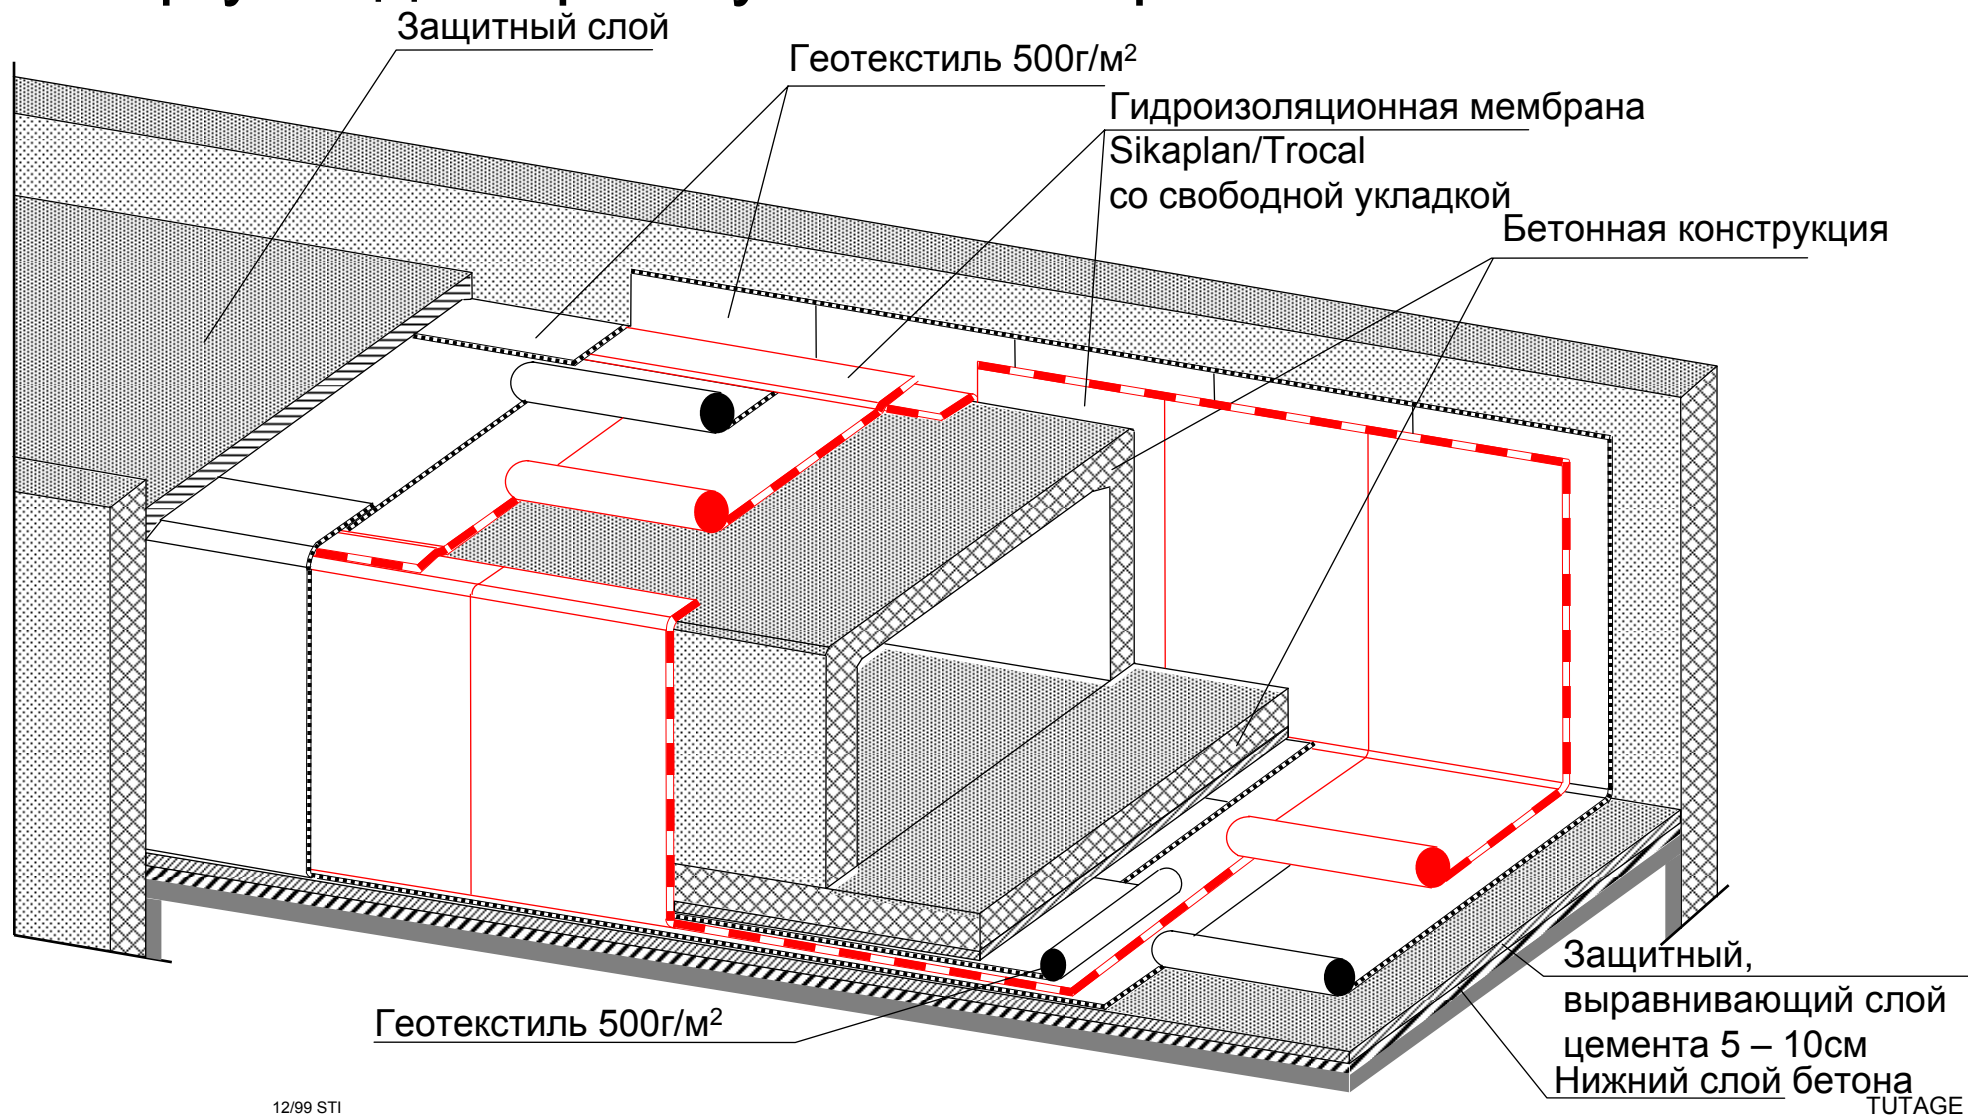 Защитный слой
Геотекстиль 500г/м²
Гидроизоляционная мембрана
Sikaplan/Trocal
со свободной укладкой
Бетонная конструкция
Геотекстиль 500г/м²
Защитный,
выравнивающий слой
цемента 5 – 10см
Нижний слой бетона
12/99 STI
TUTAGE